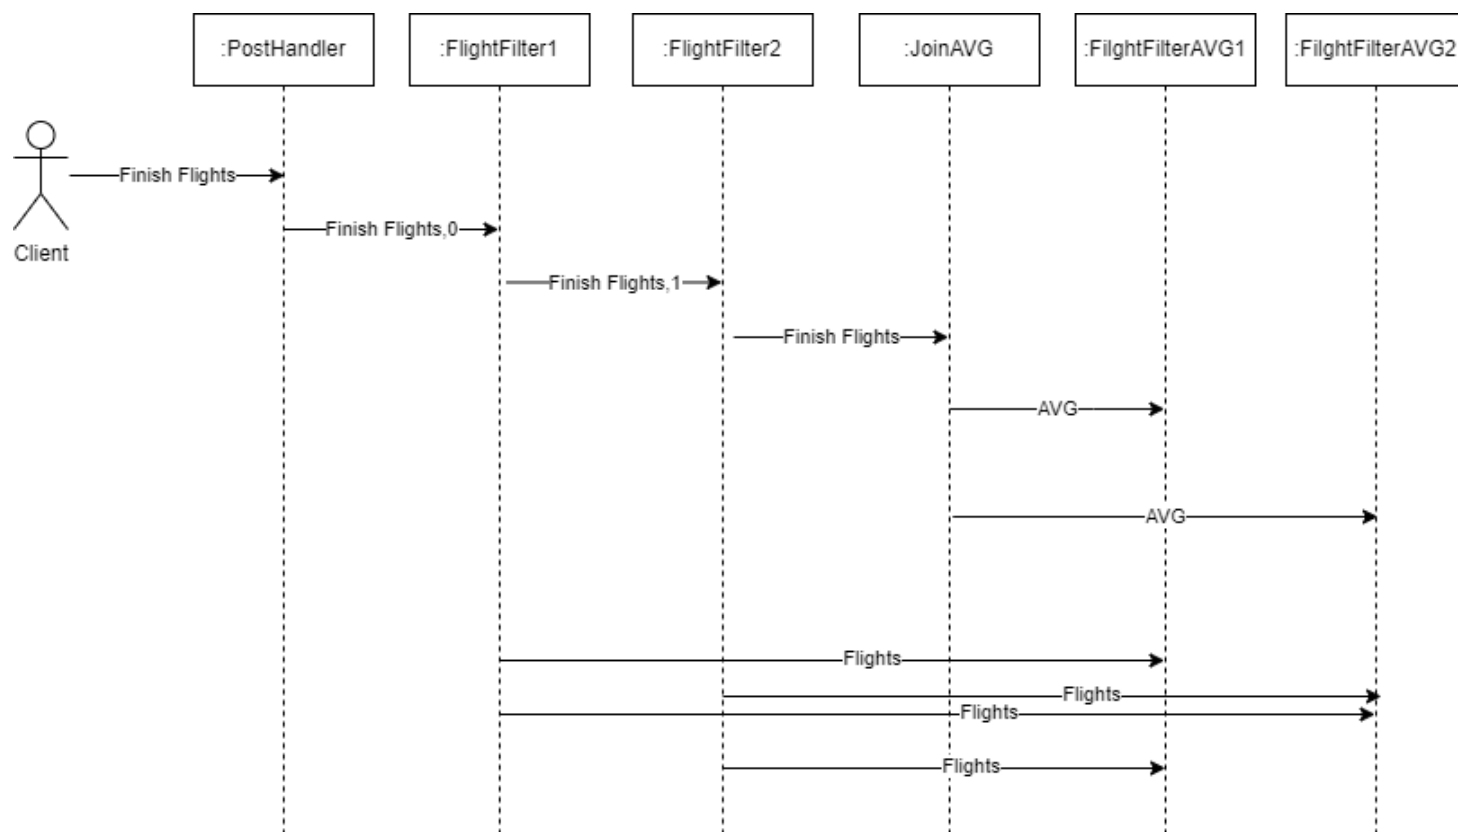 :PostHandler
:FlightFilter1
:FlightFilter2
:JoinAVG
:FilghtFilterAVG1
:FilghtFilterAVG2
Finish Flights
Client
Finish Flights,0
Finish Flights,1
Finish Flights
AVG
AVG
Flights
Flights
Flights
Flights